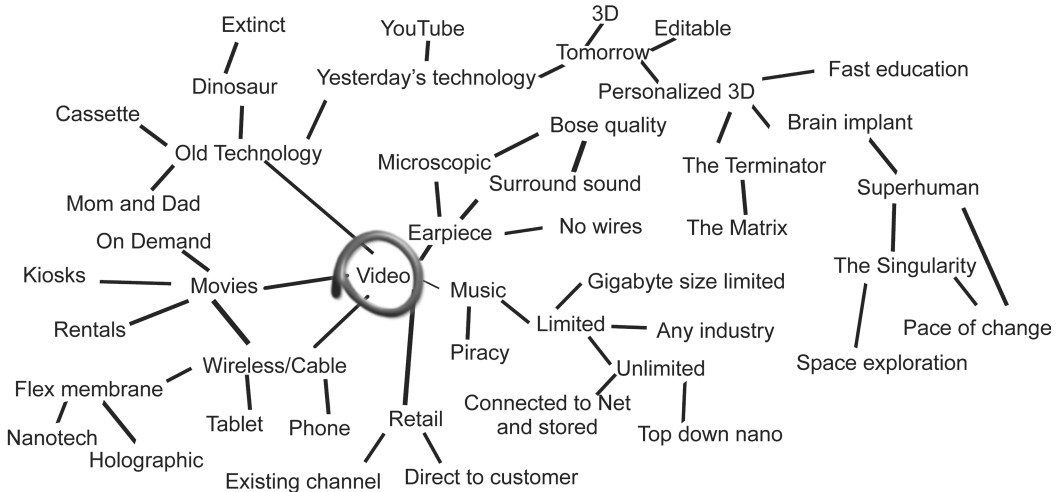 3D
Extinct
YouTube
Editable
Tomorrow
Yesterday's technology
Fast education
Dinosaur
Personalized 3D
Cassette
Bose quality
Brain implant
Old Technology
Microscopic
The Terminator
Surround sound
Superhuman
Mom and Dad
The Matrix
No wires
Earpiece
On Demand
The Singularity
Kiosks
Video
Movies
Music
Gigabyte size limited
Limited
Any industry
Pace of change
Rentals
Piracy
Space exploration
Wireless/Cable
Unlimited
Flex membrane
Connected to Net
and stored
Retail
Tablet
Phone
Top down nano
Nanotech
Holographic
Existing channel
Direct to customer